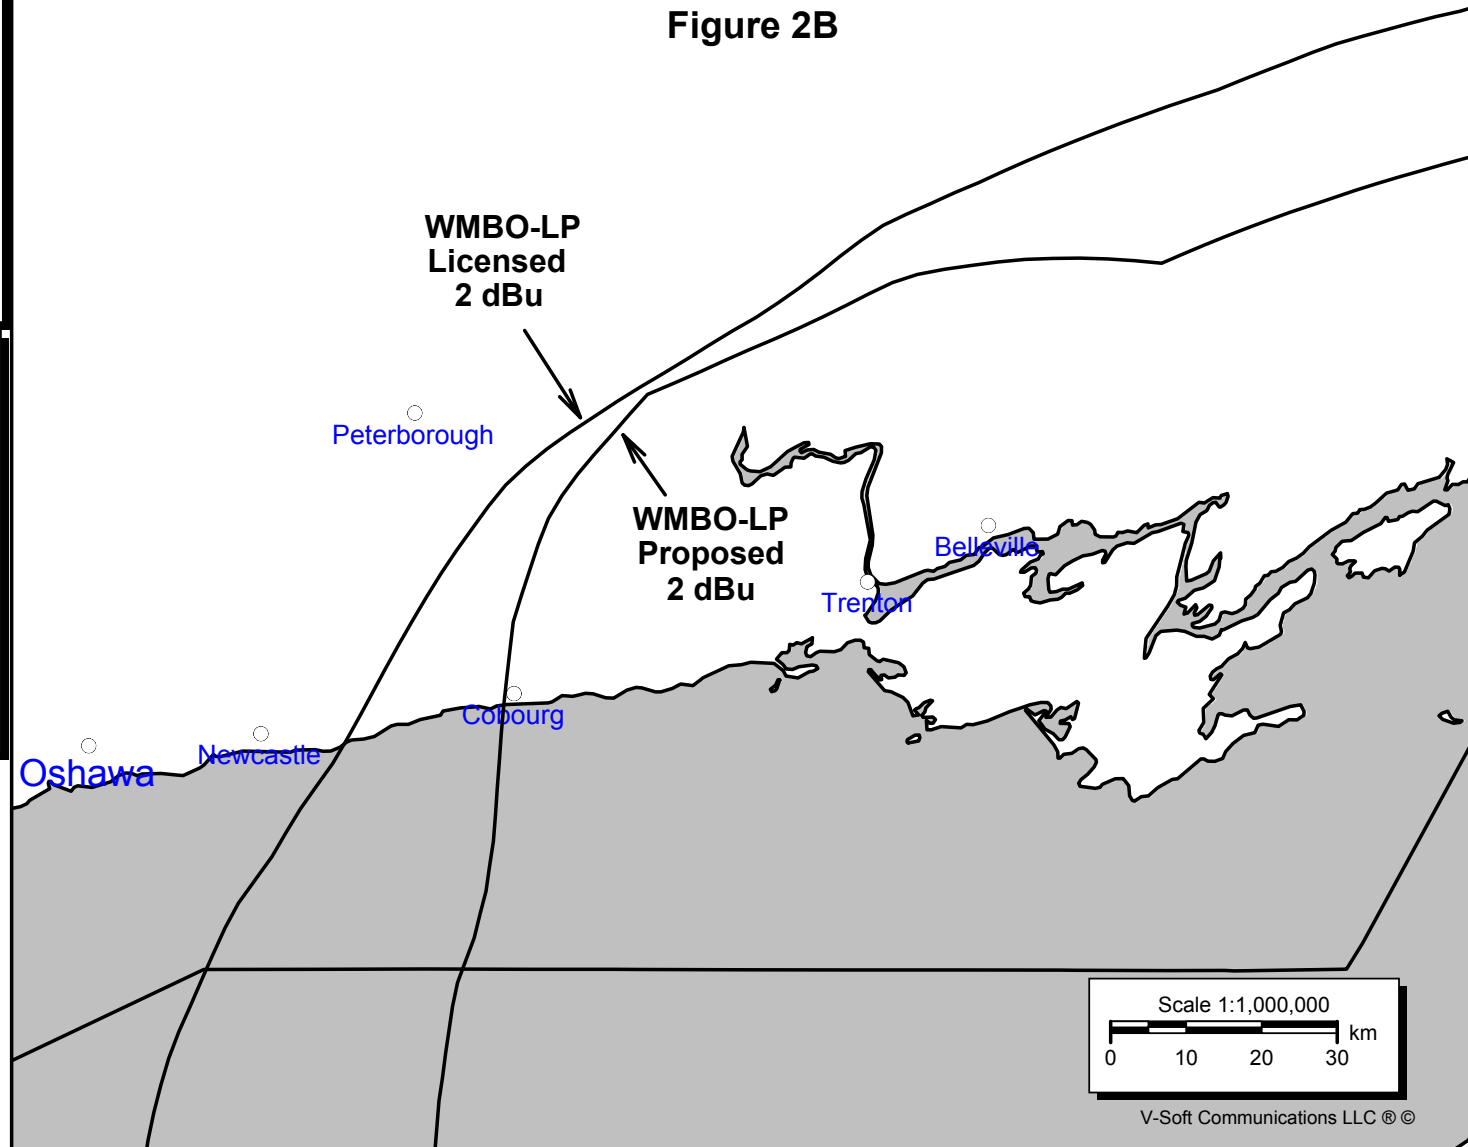 Figure 2B
WMBO-LP
Licensed
2 dBu
Peterborough
WMBO-LP
Proposed
2 dBu
Belleville
Trenton
Cobourg
Newcastle
Oshawa
Scale 1:1,000,000
km
0 10 20 30
V-Soft Communications LLC ® ©